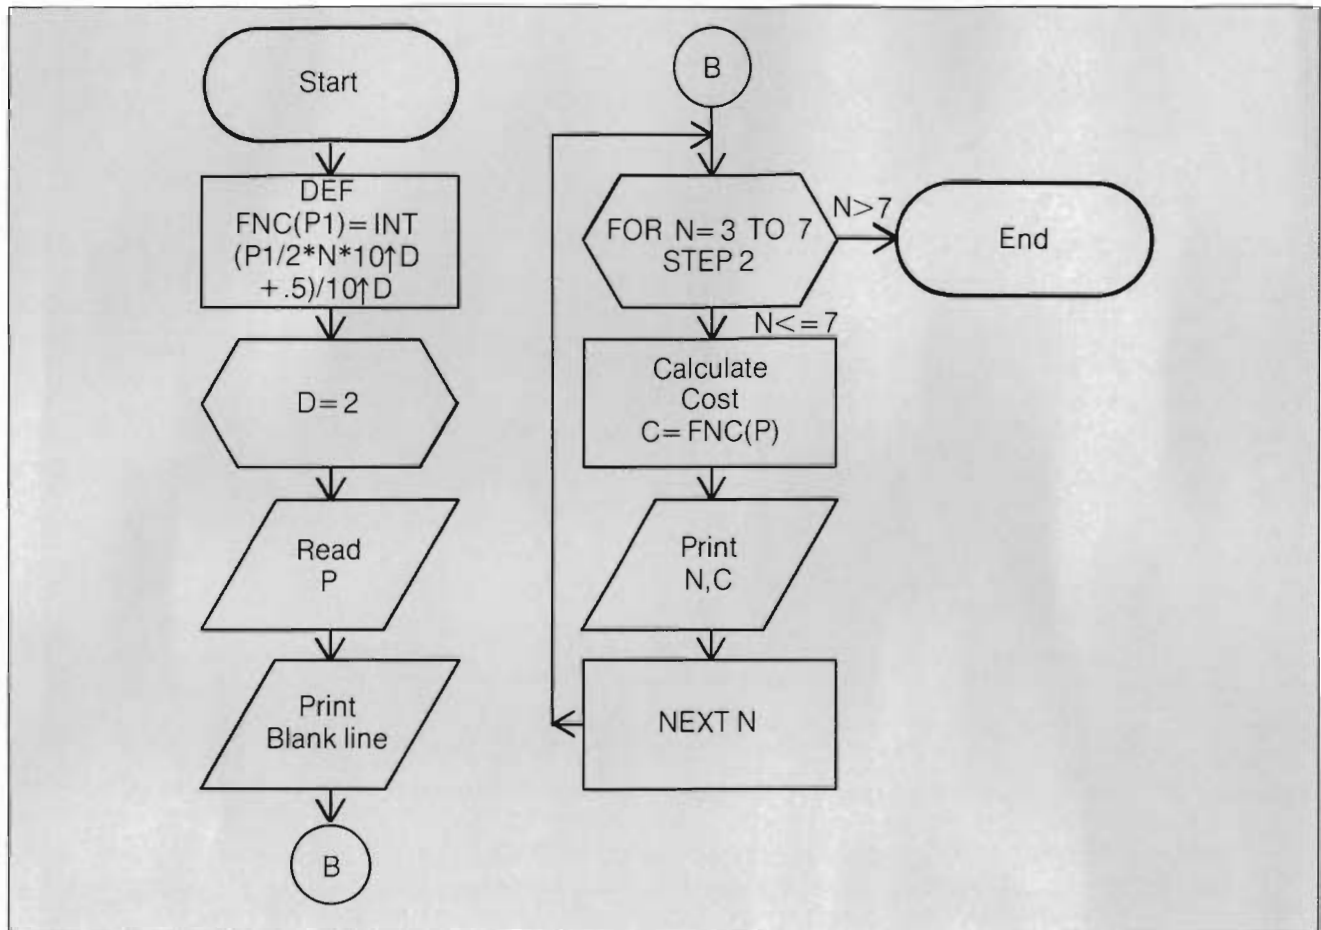 Start
DEF
FNC(P1)=INT
(P1/2*N*10↑D
+.5)/10↑D
D=2
Read
P
Print
Blank line
B
B
FOR N=3 TO 7
STEP 2
N>7
End
N<=7
Calculate
Cost
C=FNC(P)
Print
N,C
NEXT N